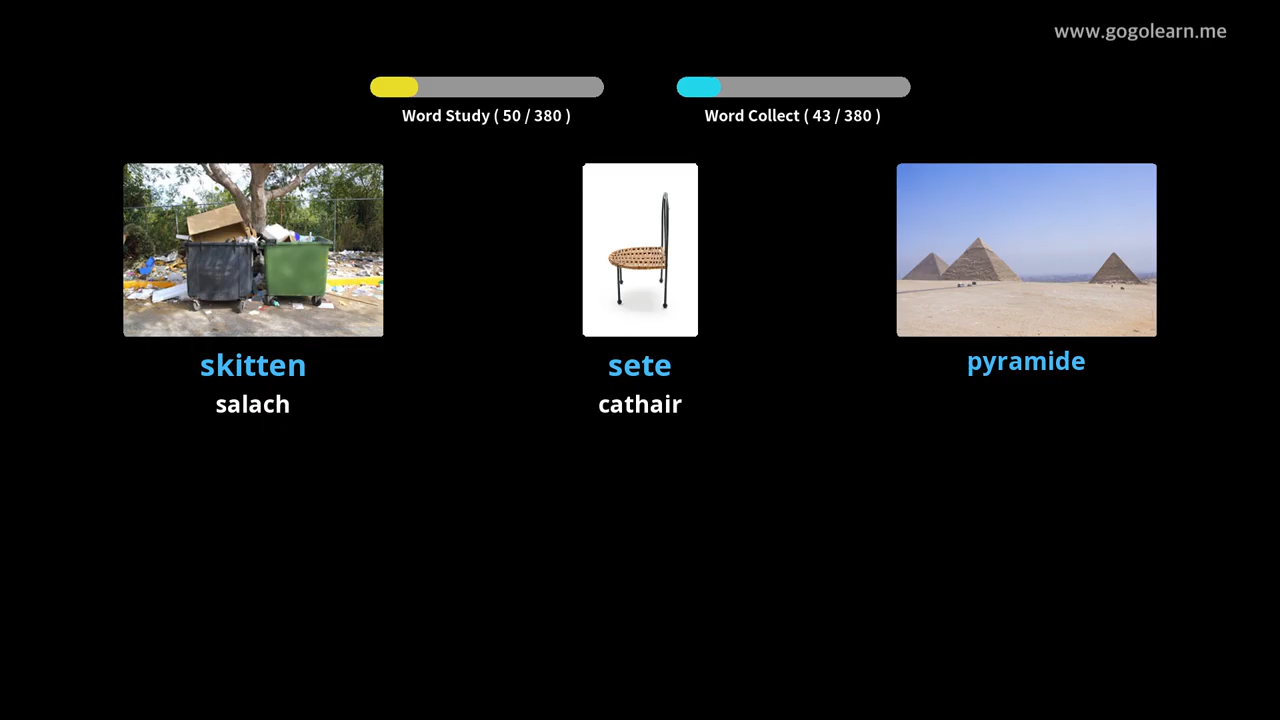 www.gogolearn.me
Word Study ( 50 / 380 )
Word Collect ( 43 / 380 )
skitten
salach
sete
cathair
pyramide